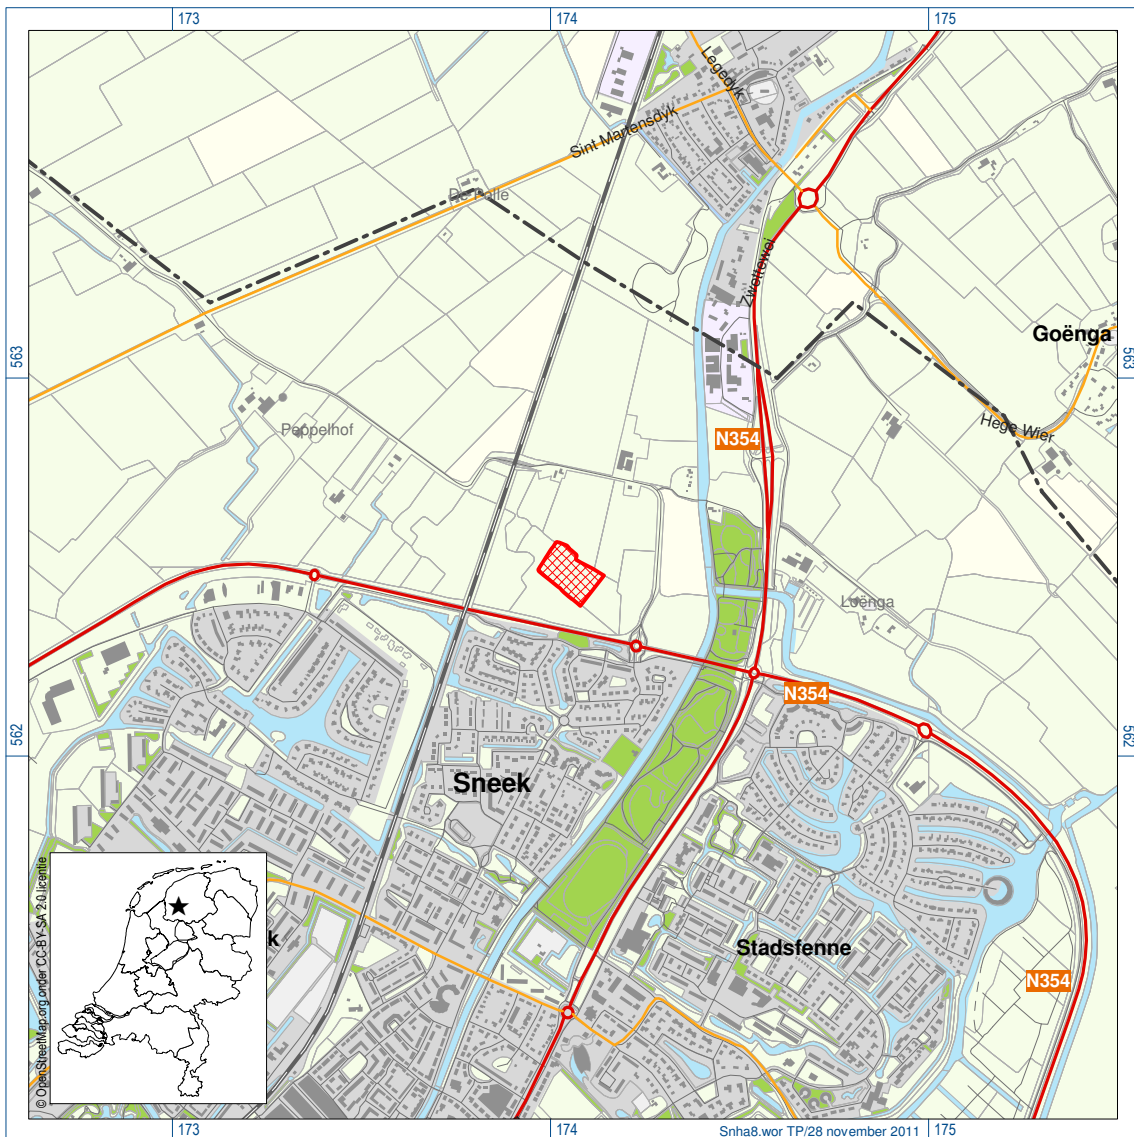 173
174
175
Legedyk
Sint Martensdyk
De Polle
Zwettewei
Goënga
563
563
Peppelhof
Hege Wier
N354
Loënga
N354
562
562
Sneek
k
Stadsfenne
N354
© OpenStreetMap.org onder CC-BY-SA 2.0 licentie
173
174
175
Snha8.wor TP/28 november 2011